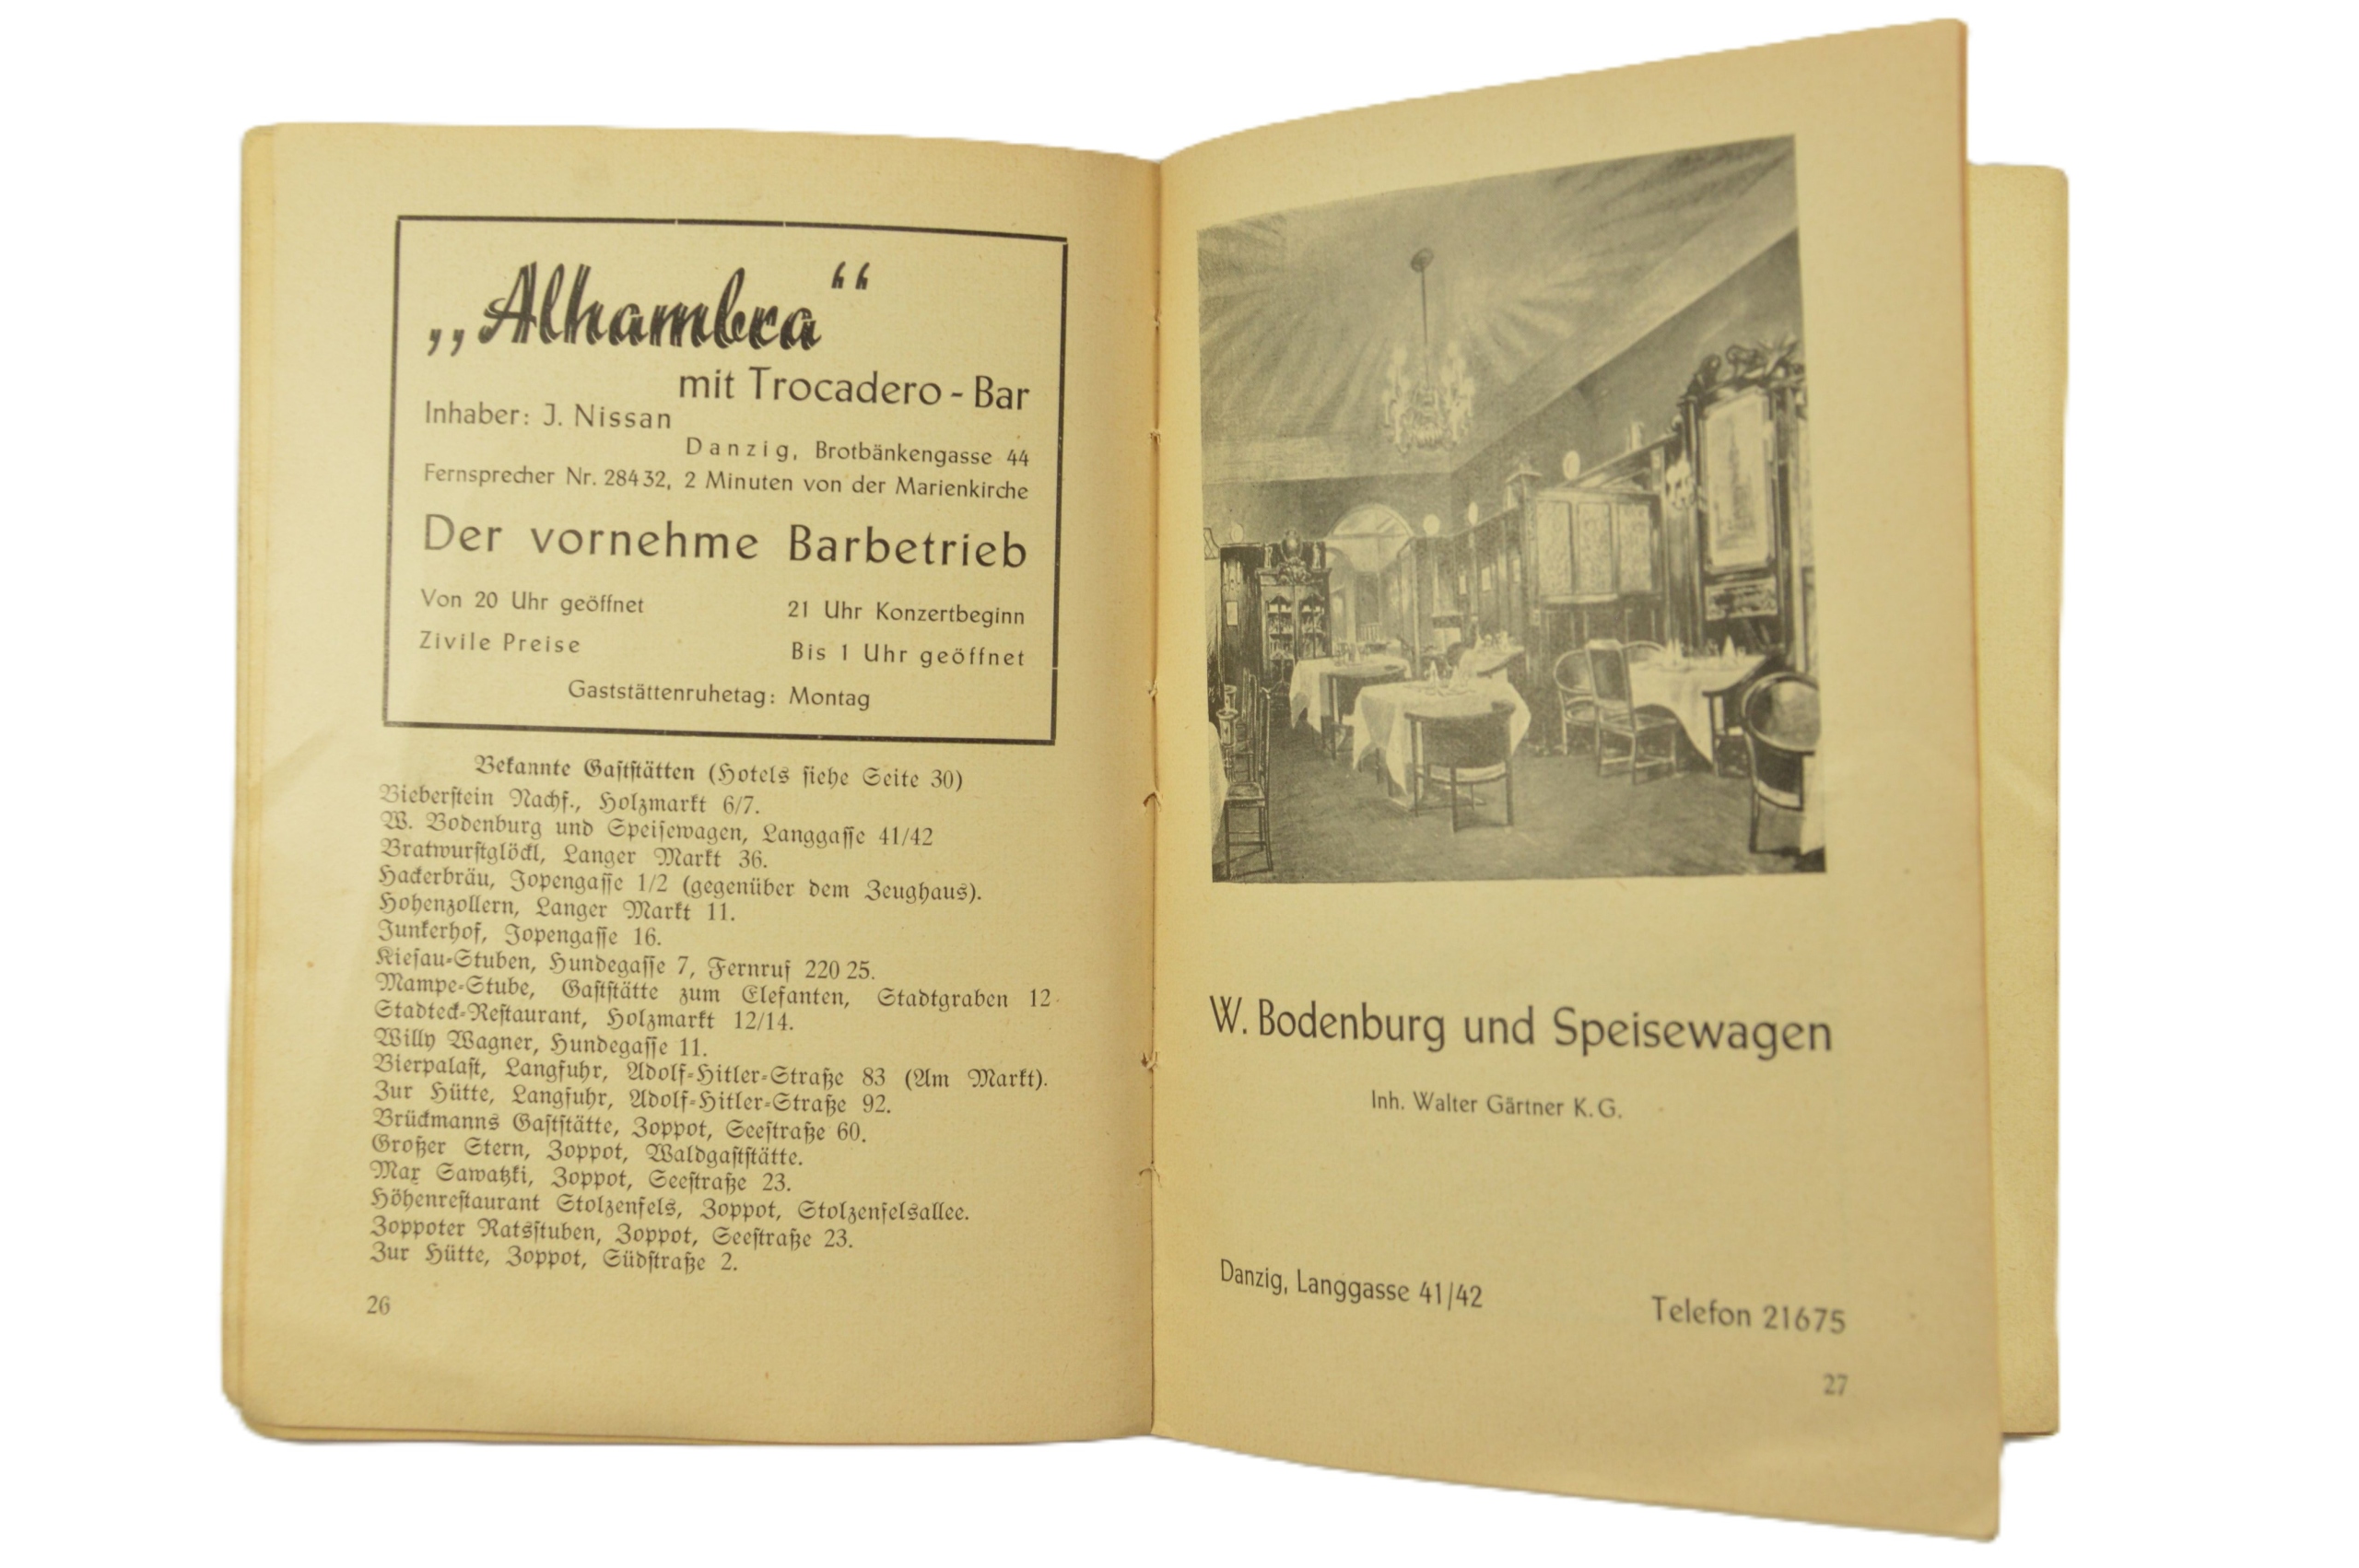 „Alhambra“
mit Trocadero - Bar
Inhaber: J. Nissan
Danzig, Brotbänkengasse 44
Fernsprecher Nr. 28432, 2 Minuten von der Marienkirche
Der vornehme Barbetrieb
Von 20 Uhr geöffnet 21 Uhr Konzertbeginn
Zivile Preise Bis 1 Uhr geöffnet
Gaststättenruhetag: Montag
Bekannte Gaſtſtätten (Hotels ſiehe Seite 30)
Bieberſtein Nachf., Holzmarkt 6/7.
W. Bodenburg und Speiſewagen, Langgaſſe 41/42
Bratwurſtglöckl, Langer Markt 36.
Hackerbräu, Jopengaſſe 1/2 (gegenüber dem Zeughaus).
Hohenzollern, Langer Markt 11.
Junkerhof, Jopengaſſe 16.
Kieſau-Stuben, Hundegaſſe 7, Fernruf 220 25.
Mampe-Stube, Gaſtſtätte zum Elefanten, Stadtgraben 12
Stadteck-Reſtaurant, Holzmarkt 12/14.
Willy Wagner, Hundegaſſe 11.
Bierpalaſt, Langfuhr, Adolf-Hitler-Straße 83 (Am Markt).
Zur Hütte, Langfuhr, Adolf-Hitler-Straße 92.
Brückmanns Gaſtſtätte, Zoppot, Seeſtraße 60.
Großer Stern, Zoppot, Waldgaſtſtätte.
Max Sawatzki, Zoppot, Seeſtraße 23.
Höhenreſtaurant Stolzenfels, Zoppot, Stolzenfelsallee.
Zoppoter Ratsſtuben, Zoppot, Seeſtraße 23.
Zur Hütte, Zoppot, Südſtraße 2.
26
W. Bodenburg und Speisewagen
Inh. Walter Gärtner K. G.
Danzig, Langgasse 41/42
Telefon 21675
27